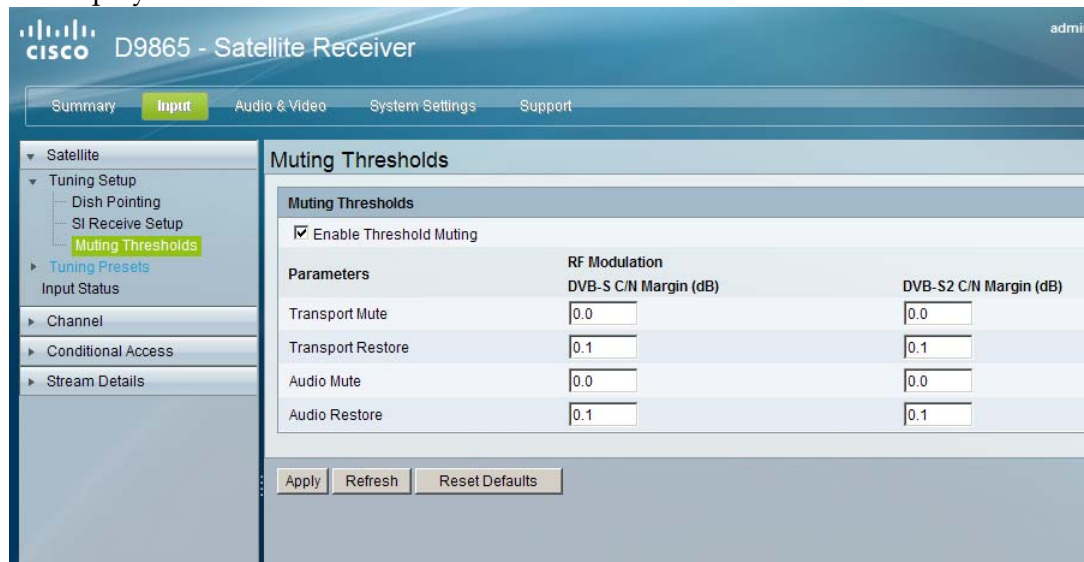 cisco D9865 - Satellite Receiver
Summary Input Audio & Video System Settings Support
Satellite
Tuning Setup
Dish Pointing
SI Receive Setup
Muting Thresholds
Tuning Presets
Input Status
Channel
Conditional Access
Stream Details
Muting Thresholds
Muting Thresholds
Enable Threshold Muting
Parameters
RF Modulation
DVB-S C/N Margin (dB) DVB-S2 C/N Margin (dB)
Transport Mute 0.0 0.0
Transport Restore 0.1 0.1
Audio Mute 0.0 0.0
Audio Restore 0.1 0.1
Apply Refresh Reset Defaults